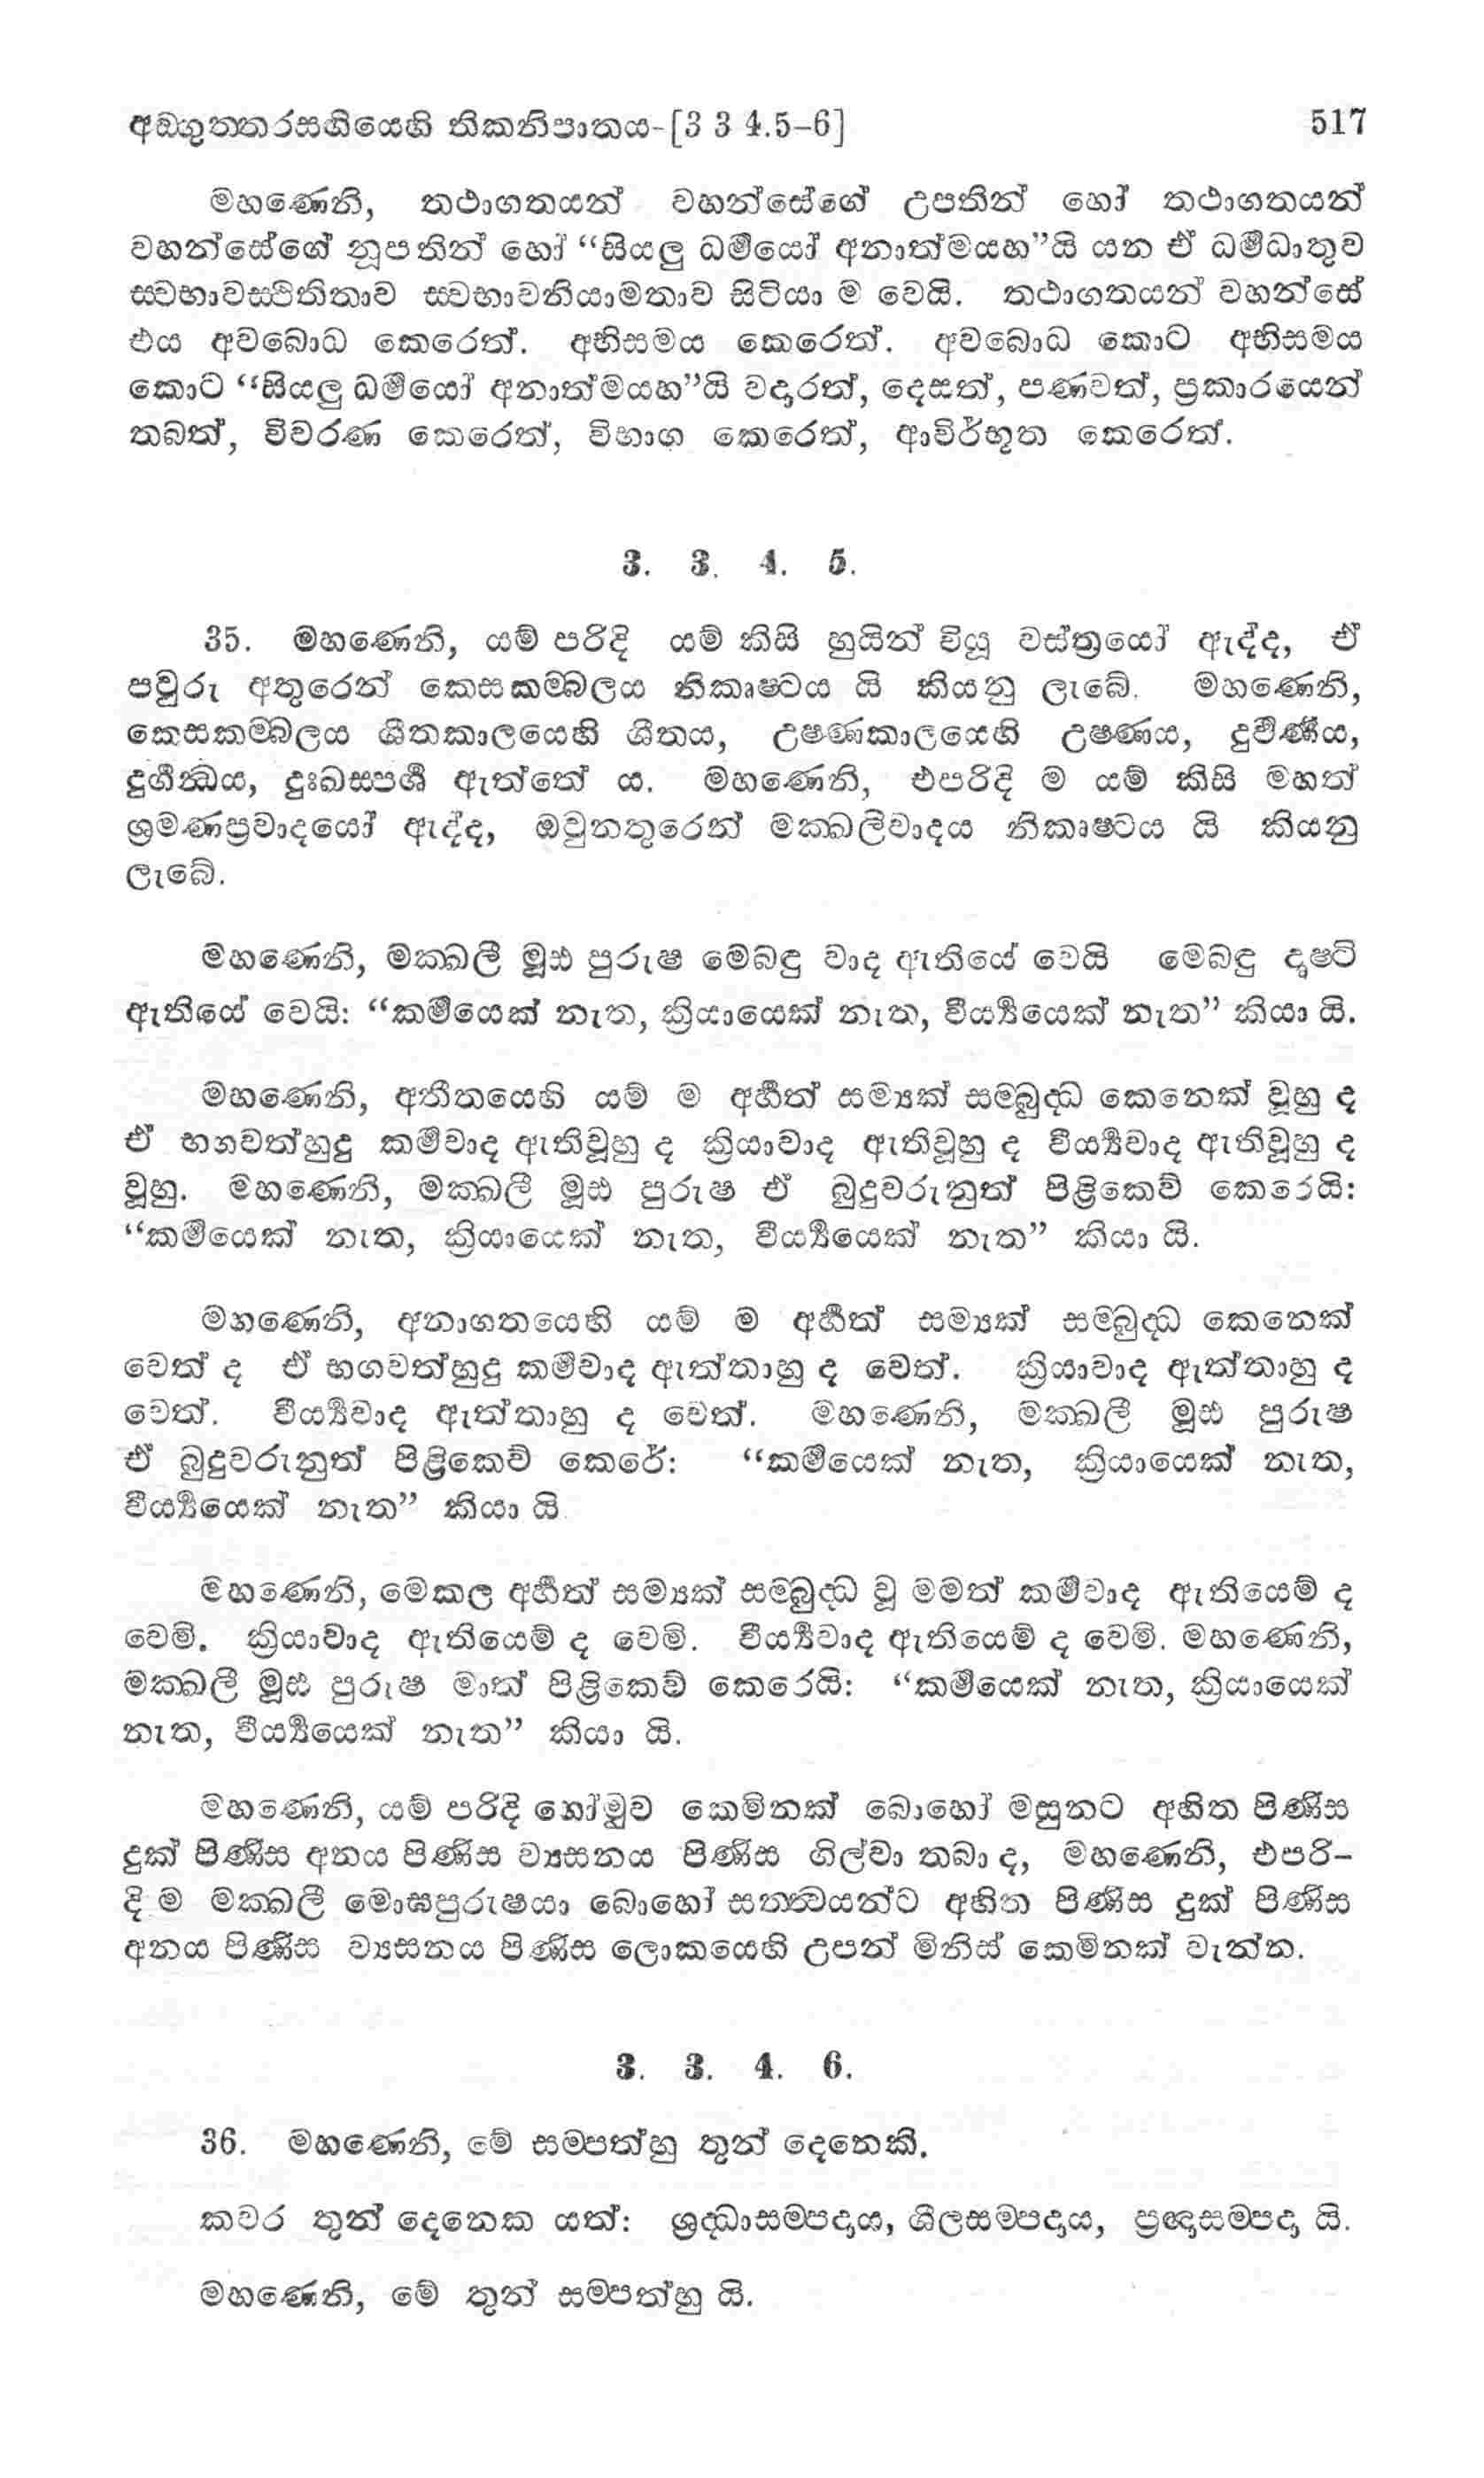 අඞගුත්තරසඟියෙහි තිකනිපාතය-[3 3 4.5–6] 517
මහණෙනි, තථාගතයන් වහන්සේගේ උපතින් හෝ තථාගතයන්
වහන්සේගේ නූපතින් හෝ “සියලු ධර්‍මයෝ අනාත්මයහ”යි යන ඒ ධර්‍මධාතුව
ස්වභාවස්ථිතිතාව ස්වභාවනියාමතාව සිටියා ම වෙයි. තථාගතයන් වහන්සේ
එය අවබොධ කෙරෙත්. අභිසමය කෙරෙත්. අවබොධ කොට අභිසමය
කොට “සියලු ධර්‍මයෝ අනාත්මයහ”යි වදාරත්, දෙසත්, පණවත්, ප්‍රකාරයෙන්
තබත්, විවරණ කෙරෙත්, විභාග කෙරෙත්, ආවිර්භූත කෙරෙත්.
3. 3. 4. 5.
35. මහණෙනි, යම් පරිදි යම් කිසි හුයින් වියූ වස්ත්‍රයෝ ඇද්ද, ඒ
පවුරු අතුරෙන් කෙසකම්බලය නිකෘෂ්ටය යි කියනු ලැබේ. මහණෙනි,
කෙසකම්බලය ශීතකාලයෙහි ශීතය, උෂ්ණකාලයෙහි උෂ්ණය, දුර්‍වර්‍ණය,
දුර්‍ගන්‍ධය, දුඃඛස්පර්‍ශ ඇත්තේ ය. මහණෙනි, එපරිදි ම යම් කිසි මහත්
ශ්‍රමණප්‍රවාදයෝ ඇද්ද, ඔවුනතුරෙන් මක්ඛලිවාදය නිකෘෂ්ටය යි කියනු
ලැබේ.
මහණෙනි, මක්ඛලී මූඪ පුරුෂ මෙබඳු වාද ඇතියේ වෙයි මෙබඳු දෘෂ්ටි
ඇතියේ වෙයි: “කර්‍මයෙක් නැත, ක්‍රියායෙක් නැත, වීර්‍ය්‍යයෙක් නැත” කියා යි.
මහණෙනි, අතීතයෙහි යම් ම අර්‍හත් සම්‍යක් සම්බුද්ධ කෙනෙක් වූහු ද
ඒ භගවත්හුදු කර්‍මවාද ඇතිවූහු ද ක්‍රියාවාද ඇතිවූහු ද වීර්‍ය්‍යවාද ඇතිවූහු ද
වූහු. මහණෙනි, මක්ඛලී මූඪ පුරුෂ ඒ බුදුවරුනුත් පිළිකෙව් කෙරෙයි:
“කර්‍මයෙක් නැත, ක්‍රියායෙක් නැත, වීර්‍ය්‍යයෙක් නැත” කියා යි.
මහණෙනි, අනාගතයෙහි යම් ම අර්‍හත් සම්‍යක් සම්බුද්ධ කෙනෙක්
වෙත් ද ඒ භගවත්හුදු කර්‍මවාද ඇත්තාහු ද වෙත්. ක්‍රියාවාද ඇත්තාහු ද
වෙත්. වීර්‍ය්‍යවාද ඇත්තාහු ද වෙත්. මහණෙනි, මක්ඛලී මූඪ පුරුෂ
ඒ බුදුවරුනුත් පිළිකෙව් කෙරේ: “කර්‍මයෙක් නැත, ක්‍රියායෙක් නැත,
වීර්‍ය්‍යයෙක් නැත” කියා යි.
මහණෙනි, මෙකල අර්‍හත් සම්‍යක් සම්බුද්ධ වූ මමත් කර්‍මවාද ඇතියෙම් ද
වෙමි. ක්‍රියාවාද ඇතියෙම් ද වෙමි. වීර්‍ය්‍යවාද ඇතියෙම් ද වෙමි. මහණෙනි,
මක්ඛලී මූඪ පුරුෂ මාත් පිළිකෙව් කෙරෙයි: “කර්‍මයෙක් නැත, ක්‍රියායෙක්
නැත, වීර්‍ය්‍යයෙක් නැත” කියා යි.
මහණෙනි, යම් පරිදි හෝමුව කෙමිනක් බොහෝ මසුනට අහිත පිණිස
දුක් පිණිස අනය පිණිස ව්‍යසනය පිණිස ගිල්වා තබා ද, මහණෙනි, එපරි-
දි ම මක්ඛලී මොඝපුරුෂයා බොහෝ සත්ත්‍වයන්ට අහිත පිණිස දුක් පිණිස
අනය පිණිස ව්‍යසනය පිණිස ලොකයෙහි උපන් මිනිස් කෙමිනක් වැන්න.
3. 3. 4. 6.
36. මහණෙනි, මේ සම්පත්හු තුන් දෙනෙකි.
කවර තුන් දෙනෙක යත්: ශ්‍රද්ධාසම්පදාය, ශීලසම්පදාය, ප්‍රඥාසම්පදා යි.
මහණෙනි, මේ තුන් සම්පත්හු යි.